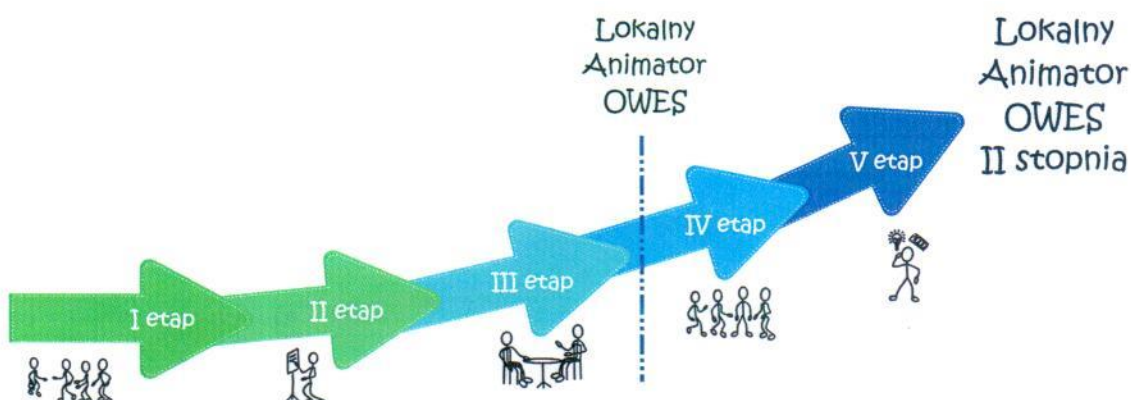 Lokalny
Animator
OWES
Lokalny
Animator
OWES
II stopnia
I etap
II etap
III etap
IV etap
V etap